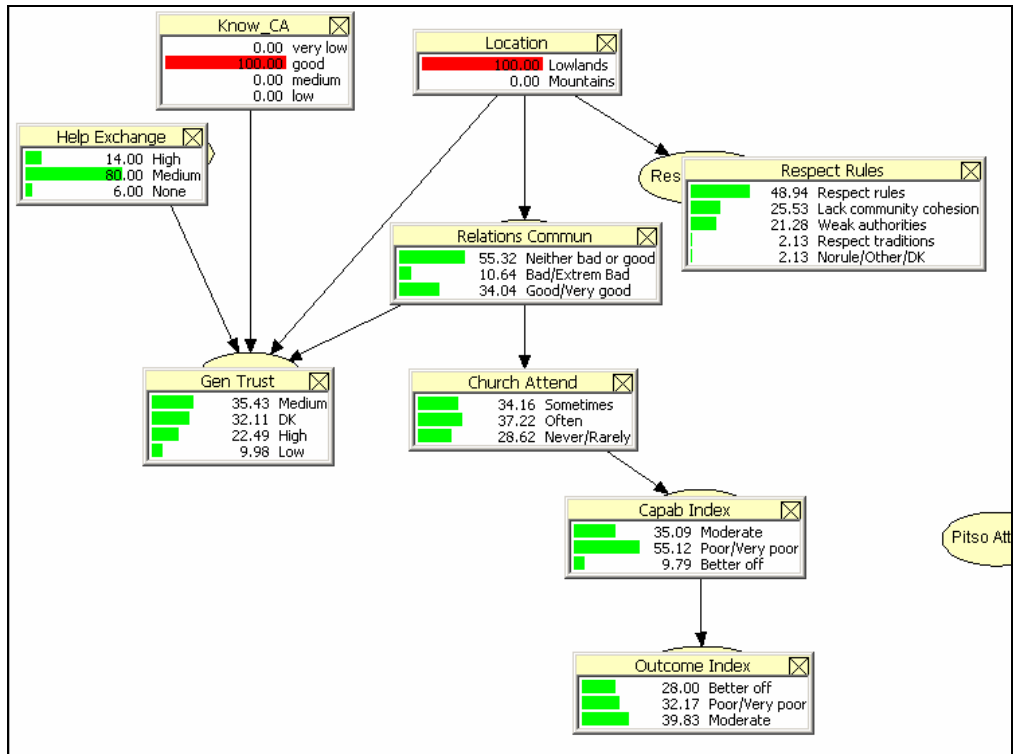 Know_CA
0.00 very low
100.00 good
0.00 medium
0.00 low
Location
100.00 Lowlands
0.00 Mountains
Help Exchange
14.00 High
80.00 Medium
6.00 None
Res
Respect Rules
48.94 Respect rules
25.53 Lack community cohesion
21.28 Weak authorities
2.13 Respect traditions
2.13 Norule/Other/DK
Relations Commun
55.32 Neither bad or good
10.64 Bad/Extrem Bad
34.04 Good/Very good
Gen Trust
35.43 Medium
32.11 DK
22.49 High
9.98 Low
Church Attend
34.16 Sometimes
37.22 Often
28.62 Never/Rarely
Capab Index
35.09 Moderate
55.12 Poor/Very poor
9.79 Better off
Pitso Att
Outcome Index
28.00 Better off
32.17 Poor/Very poor
39.83 Moderate